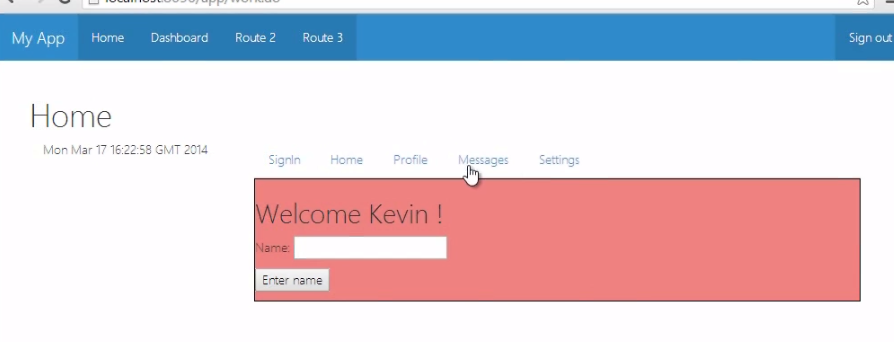 My App Home Dashboard Route 2 Route 3 Sign out
Home
Mon Mar 17 16:22:58 GMT 2014
SignIn Home Profile Messages Settings
Welcome Kevin !
Name:
Enter name